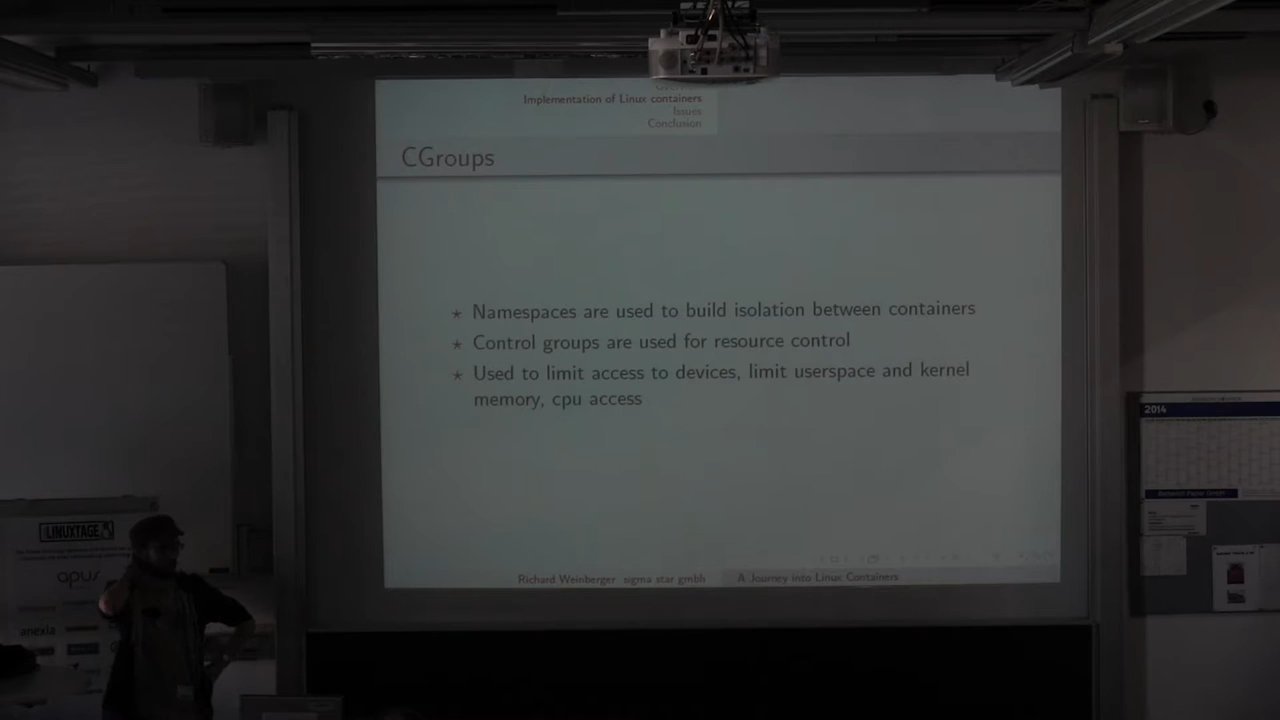 Implementation of Linux containers
Issues
Conclusion
CGroups
⋆ Namespaces are used to build isolation between containers
⋆ Control groups are used for resource control
⋆ Used to limit access to devices, limit userspace and kernel
memory, cpu access
Richard Weinberger sigma star gmbh
A Journey into Linux Containers
2014
LINUXTAGE
apus
anexia